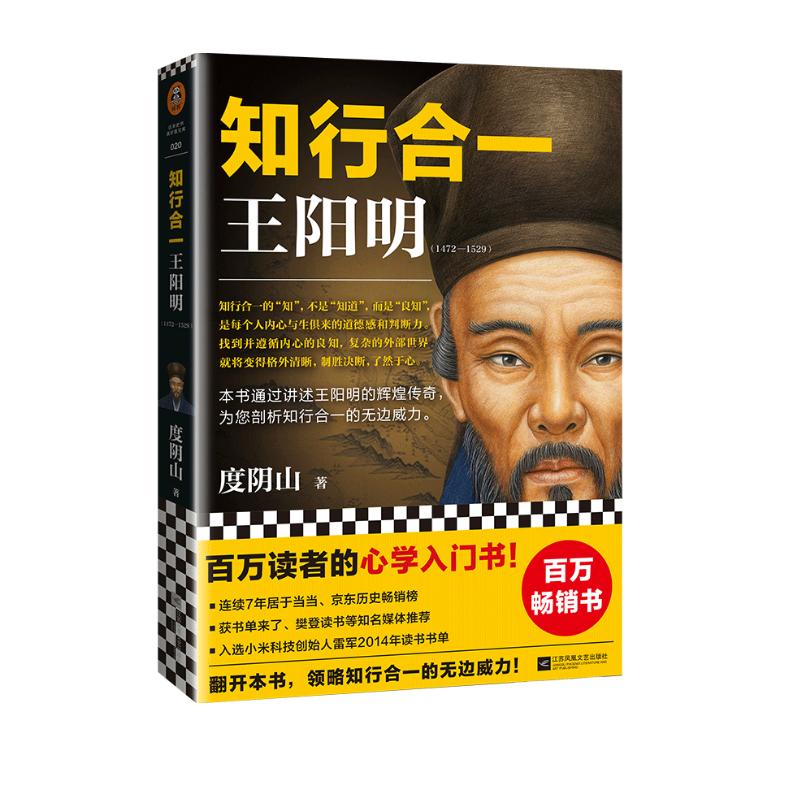 知行合一
王阳明
(1472—1529)
知行合一的“知”，不是“知道”，而是“良知”，
是每个人内心与生俱来的道德感和判断力。
找到并遵循内心的良知，复杂的外部世界
就将变得格外清晰，制胜决断，了然于心。
本书通过讲述王阳明的辉煌传奇，
为您剖析知行合一的无边威力。
度阴山 著
百万读者的心学入门书！
■ 连续7年居于当当、京东历史畅销榜
■ 获书单来了、樊登读书等知名媒体推荐
■ 入选小米科技创始人雷军2014年读书书单
翻开本书，领略知行合一的无边威力！
百万
畅销书
江苏凤凰文艺出版社
020
知行合一
王阳明
(1472—1529)
度阴山
著